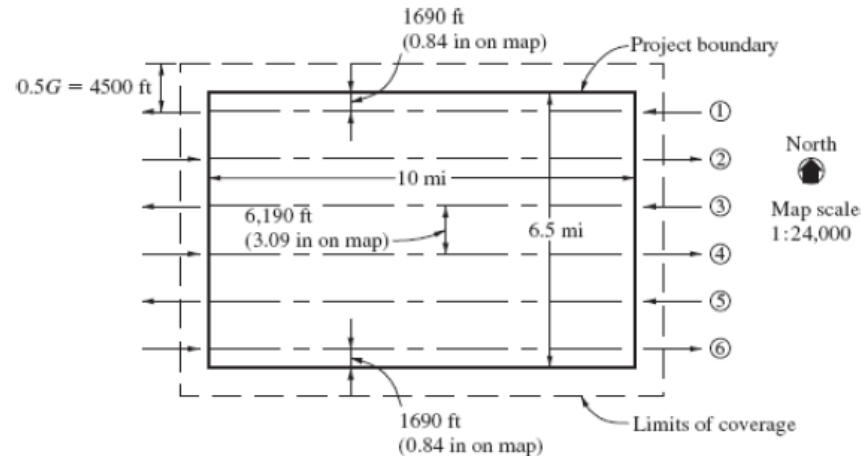 1690 ft
(0.84 in on map)
Project boundary
0.5G = 4500 ft
①
②
North
10 mi
③
Map scale
1:24,000
6,190 ft
(3.09 in on map)
6.5 mi
④
⑤
⑥
1690 ft
(0.84 in on map)
Limits of coverage